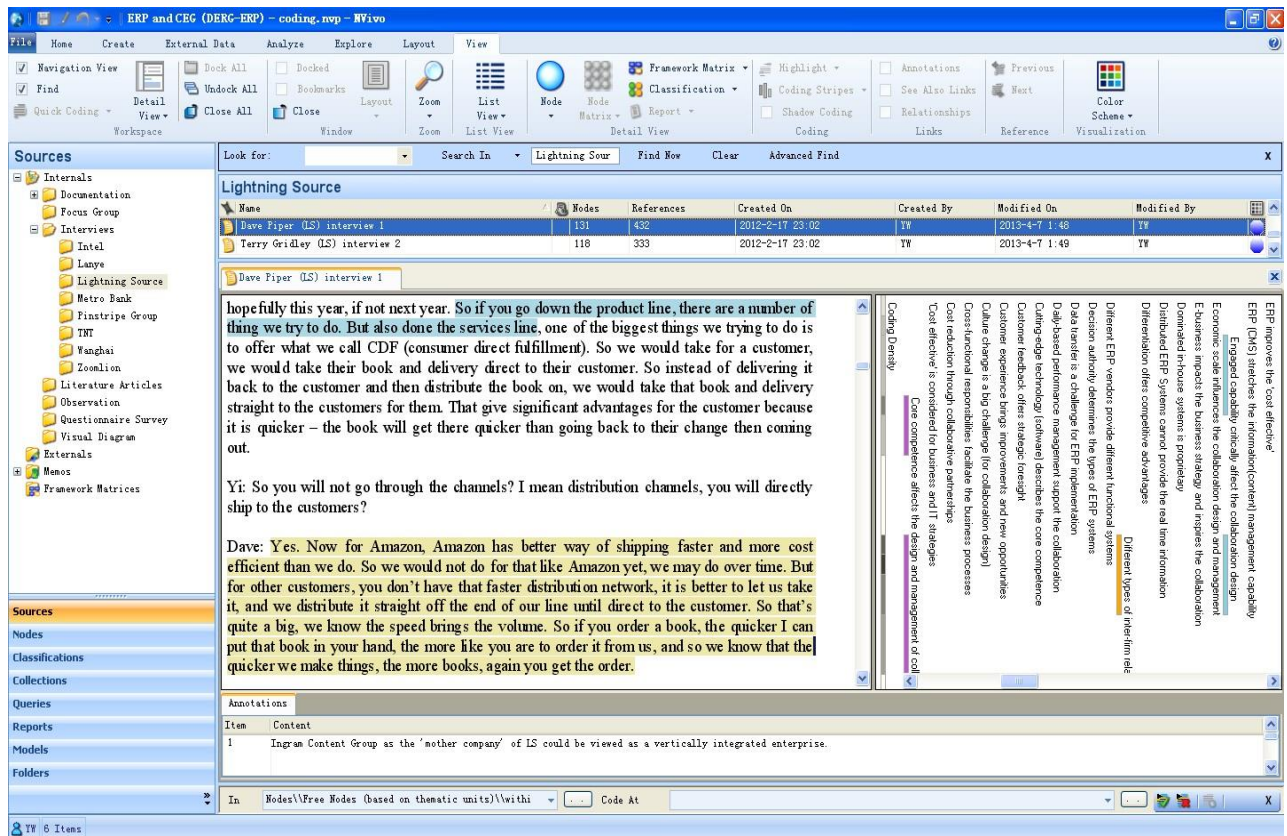 ERP and CEG (DERG-ERP) - coding.nvp - NVivo
File Home Create External Data Analyze Explore Layout View
Navigation View
Find
Quick Coding
Detail View
Workspace
Dock All
Undock All
Close All
Docked
Bookmarks
Close
Layout
Window
Zoom
Zoom
List View
List View
Node
Node Matrix
Framework Matrix
Classification
Report
Detail View
Highlight
Coding Stripes
Shadow Coding
Coding
Annotations
See Also Links
Relationships
Links
Previous
Next
Reference
Color Scheme
Visualization
Sources
Internals
Documentation
Focus Group
Interviews
Intel
Lanye
Lightning Source
Metro Bank
Pinstripe Group
TNT
Wanghai
Zoomlion
Literature Articles
Observation
Questionnaire Survey
Visual Diagram
Externals
Memos
Framework Matrices
Sources
Nodes
Classifications
Collections
Queries
Reports
Models
Folders
Look for: Search In Lightning Sour Find Now Clear Advanced Find X
Lightning Source
Name Nodes References Created On Created By Modified On Modified By
Dave Piper (LS) interview 1 131 432 2012-2-17 23:02 YW 2013-4-7 1:48 YW
Terry Gridley (LS) interview 2 118 333 2012-2-17 23:02 YW 2013-4-7 1:49 YW
Dave Piper (LS) interview 1
hopefully this year, if not next year. So if you go down the product line, there are a number of
thing we try to do. But also done the services line, one of the biggest things we trying to do is
to offer what we call CDF (consumer direct fulfillment). So we would take for a customer,
we would take their book and delivery direct to their customer. So instead of delivering it
back to the customer and then distribute the book on, we would take that book and delivery
straight to the customers for them. That give significant advantages for the customer because
it is quicker – the book will get there quicker than going back to their change then coming
out.
Yi: So you will not go through the channels? I mean distribution channels, you will directly
ship to the customers?
Dave: Yes. Now for Amazon, Amazon has better way of shipping faster and more cost
efficient than we do. So we would not do for that like Amazon yet, we may do over time. But
for other customers, you don't have that faster distribution network, it is better to let us take
it, and we distribute it straight off the end of our line until direct to the customer. So that's
quite a big, we know the speed brings the volume. So if you order a book, the quicker I can
put that book in your hand, the more like you are to order it from us, and so we know that the
quicker we make things, the more books, again you get the order.
ERP improves the 'cost effective'
ERP (CMS) stretches the information(content) management capability
Engaged capability critically affect the collaboration design
Economic scale influences the collaboration design and management
E-business impacts the business strategy and inspires the collaboration
Dominated in-house systems is proprietary
Distributed ERP Systems cannot provide the real time information
Differentiation offers competitive advantages
Different types of inter-firm rela
Different ERP vendors provide different functional systems
Decision authority determines the types of ERP systems
Data transfer is a challenge for ERP implementation
Daily-based performance management support the collaboration
Cutting-edge technology (software) describes the core competence
Customer feedback offers strategic foresight
Customer experience brings improvements and new opportunities
Culture change is a big challenge (for collaboration design)
Cross-functional responsibilities facilitate the business processes
Cost reduction through collaborative partnerships
'Cost effective' is considered for business and IT strategies
Core competence affects the design and management of coll
Coding Density
Annotations
Item Content
1 Ingram Content Group as the 'mother company' of LS could be viewed as a vertically integrated enterprise.
In Nodes\\Free Nodes (based on thematic units)\\withi Code At X
YW 6 Items